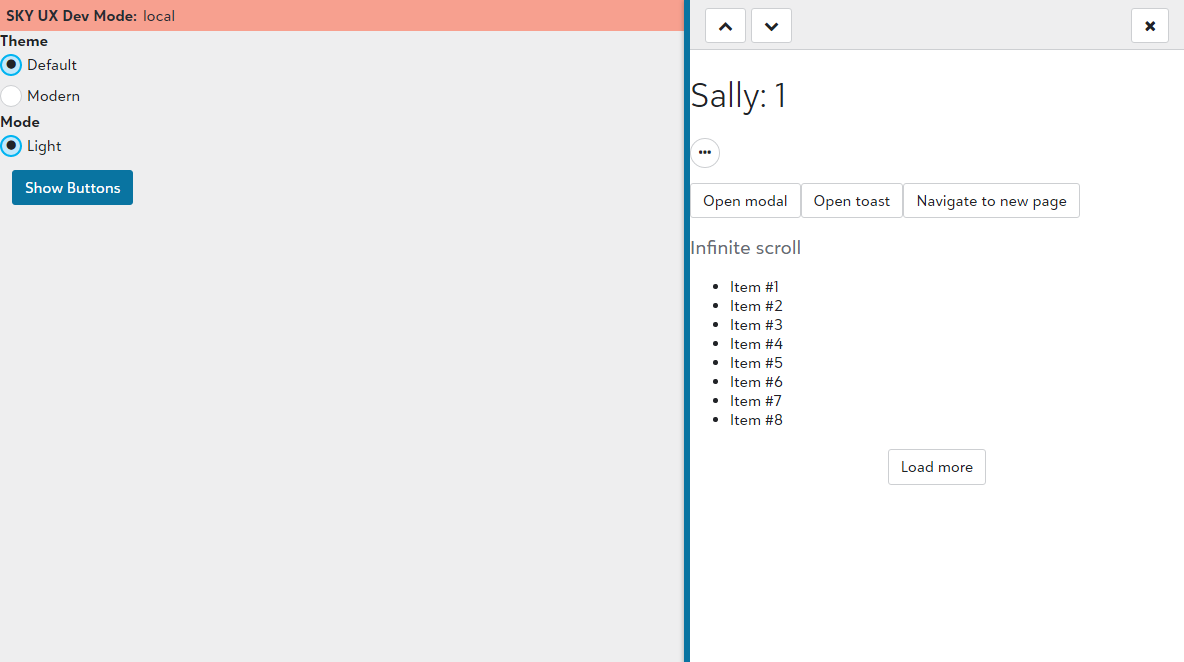 SKY UX Dev Mode: local
Theme
Default
Modern
Mode
Light
Show Buttons
Sally: 1
Open modal
Open toast
Navigate to new page
Infinite scroll
Item #1
Item #2
Item #3
Item #4
Item #5
Item #6
Item #7
Item #8
Load more